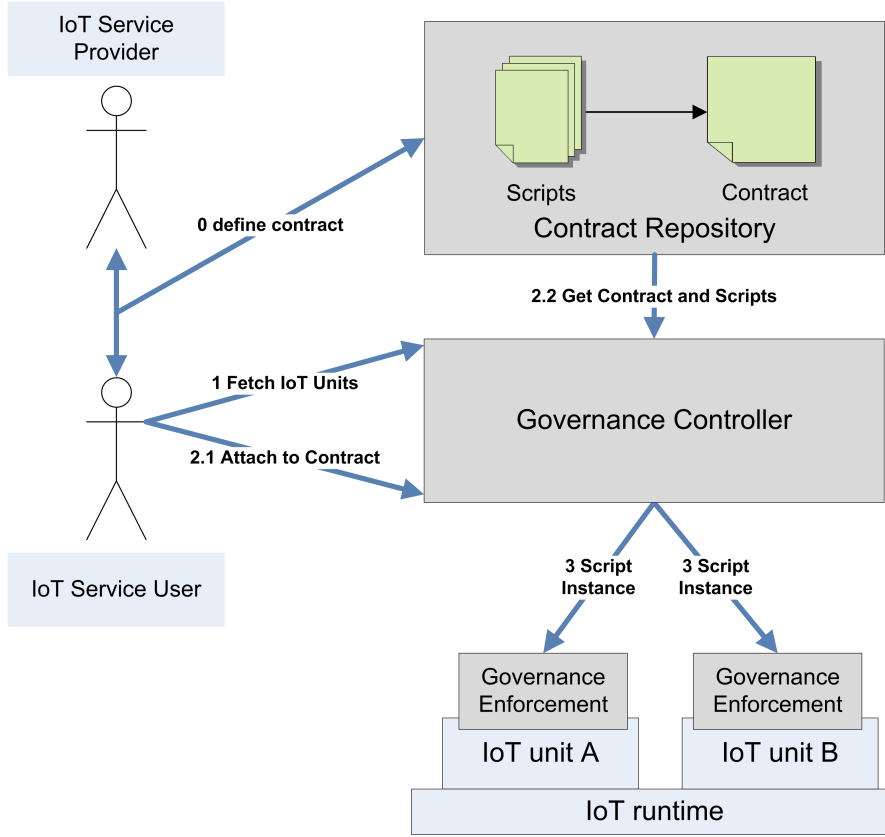 IoT Service
Provider
Scripts
Contract
Contract Repository
0 define contract
2.2 Get Contract and Scripts
1 Fetch IoT Units
Governance Controller
2.1 Attach to Contract
IoT Service User
3 Script
Instance
3 Script
Instance
Governance
Enforcement
Governance
Enforcement
IoT unit A
IoT unit B
IoT runtime